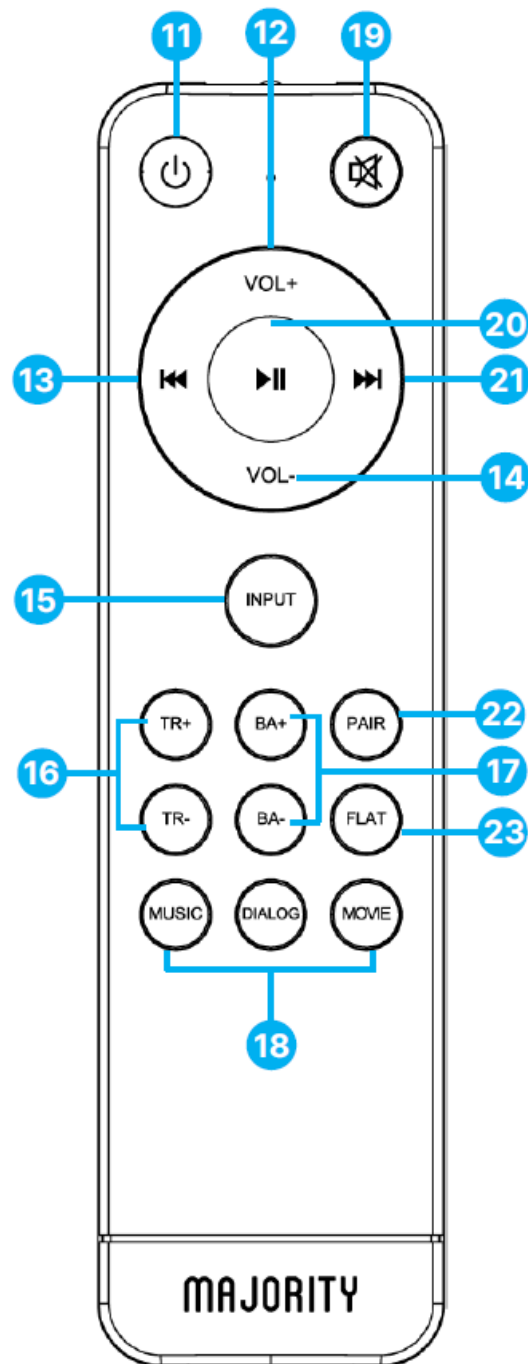 11 12 19
VOL+
20
13 21
VOL-
14
15 INPUT
TR+ BA+ PAIR 22
16 17
TR- BA- FLAT 23
MUSIC DIALOG MOVIE
18
MAJORITY